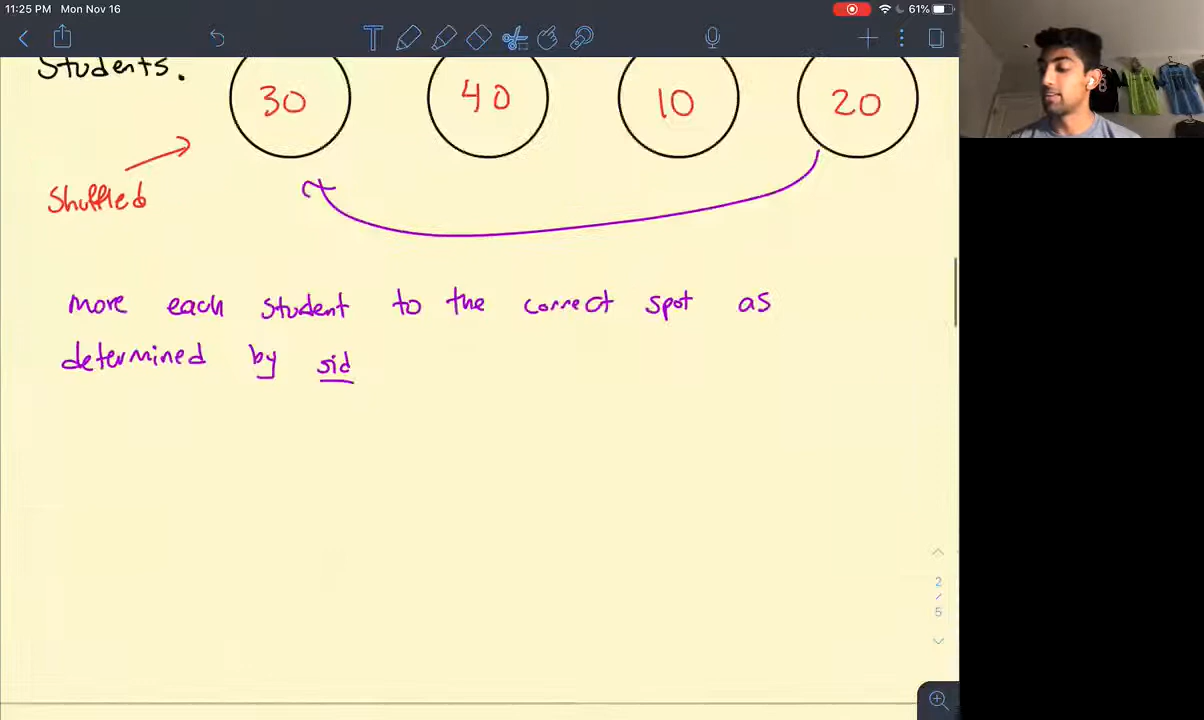 11:25 PM Mon Nov 16
61%
Students.
30 40 10 20
Shuffled
move each student to the correct spot as
determined by sid
2
/
5